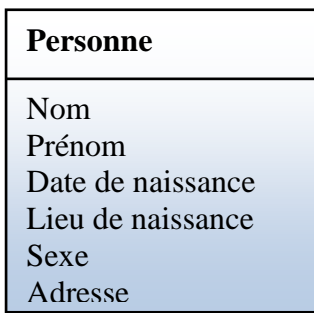 Personne
Nom
Prénom
Date de naissance
Lieu de naissance
Sexe
Adresse